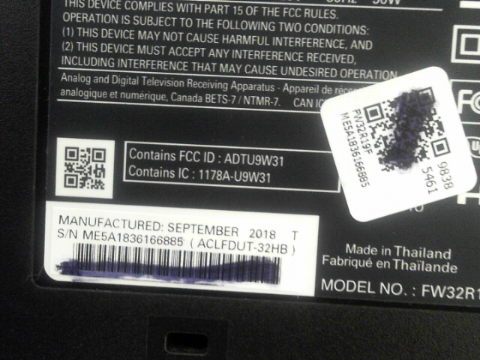 THIS DEVICE COMPLIES WITH PART 15 OF THE FCC RULES.
OPERATION IS SUBJECT TO THE FOLLOWING TWO CONDITIONS:
(1) THIS DEVICE MAY NOT CAUSE HARMFUL INTERFERENCE, AND
(2) THIS DEVICE MUST ACCEPT ANY INTERFERENCE RECEIVED,
INCLUDING INTERFERENCE THAT MAY CAUSE UNDESIRED OPERATION
Analog and Digital Television Receiving Apparatus - Appareil de
analogique et numérique, Canada BETS-7 / NTMR-7. CAN
Contains FCC ID : ADTU9W31
Contains IC : 1178A-U9W31
FW32R19F
ME5A1836166885
9838
5461
MANUFACTURED: SEPTEMBER 2018 T
S/N ME5A1836166885 ( ACLFDUT-32HB )
Made in Thailand
Fabriqué en Thaïlande
MODEL NO. : FW32R1